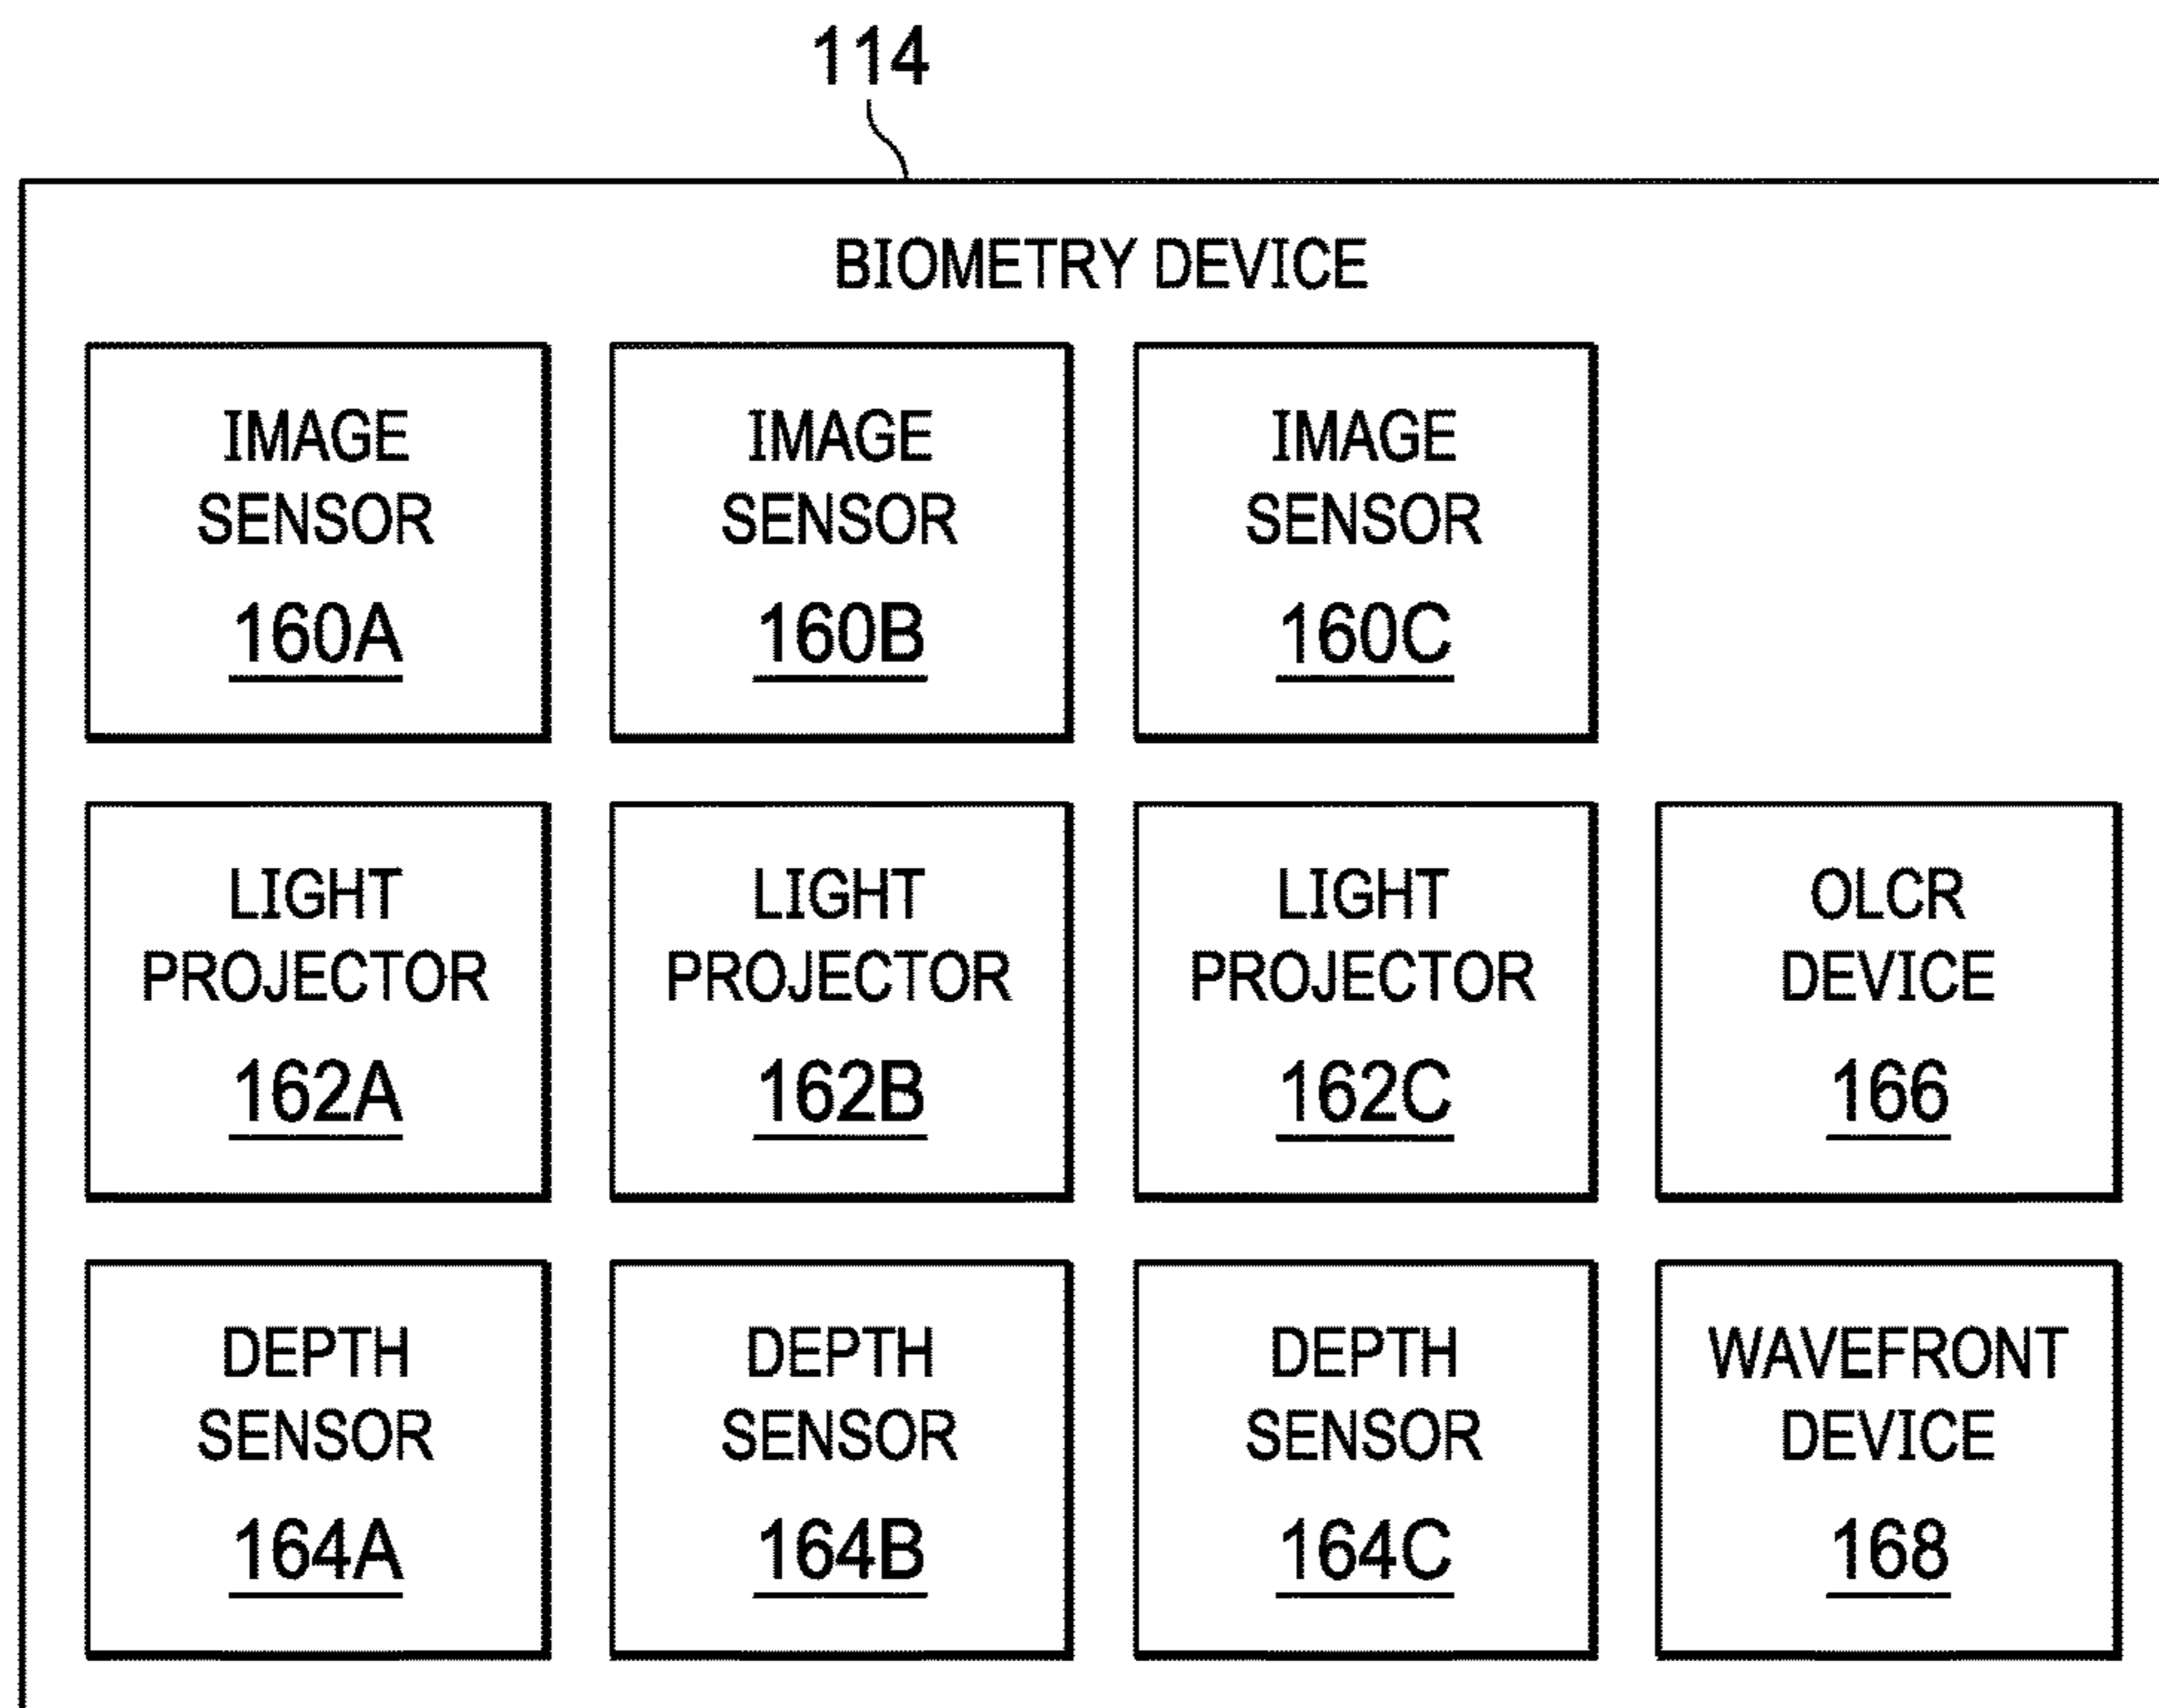 114
BIOMETRY DEVICE
IMAGE
SENSOR
160A
IMAGE
SENSOR
160B
IMAGE
SENSOR
160C
LIGHT
PROJECTOR
162A
LIGHT
PROJECTOR
162B
LIGHT
PROJECTOR
162C
OLCR
DEVICE
166
DEPTH
SENSOR
164A
DEPTH
SENSOR
164B
DEPTH
SENSOR
164C
WAVEFRONT
DEVICE
168